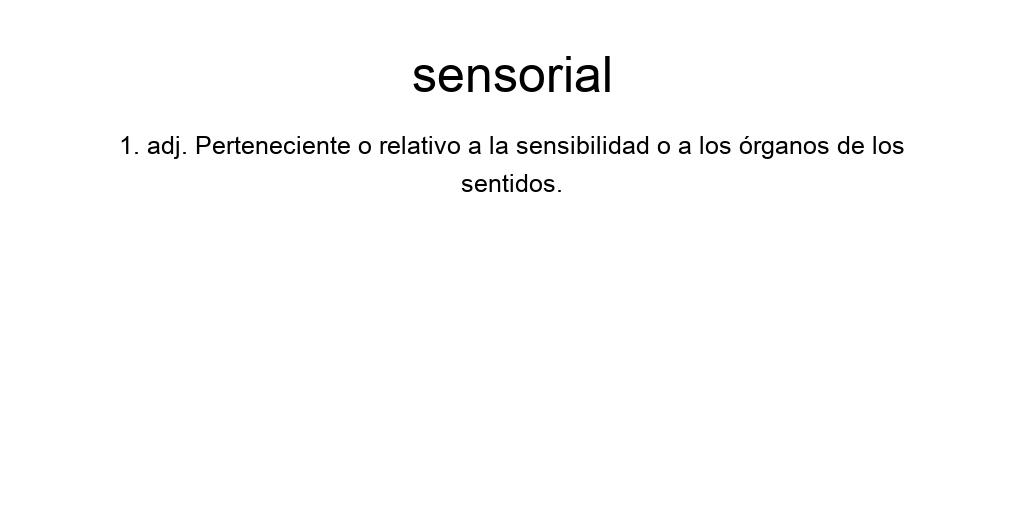 sensorial
1. adj. Perteneciente o relativo a la sensibilidad o a los órganos de los
sentidos.